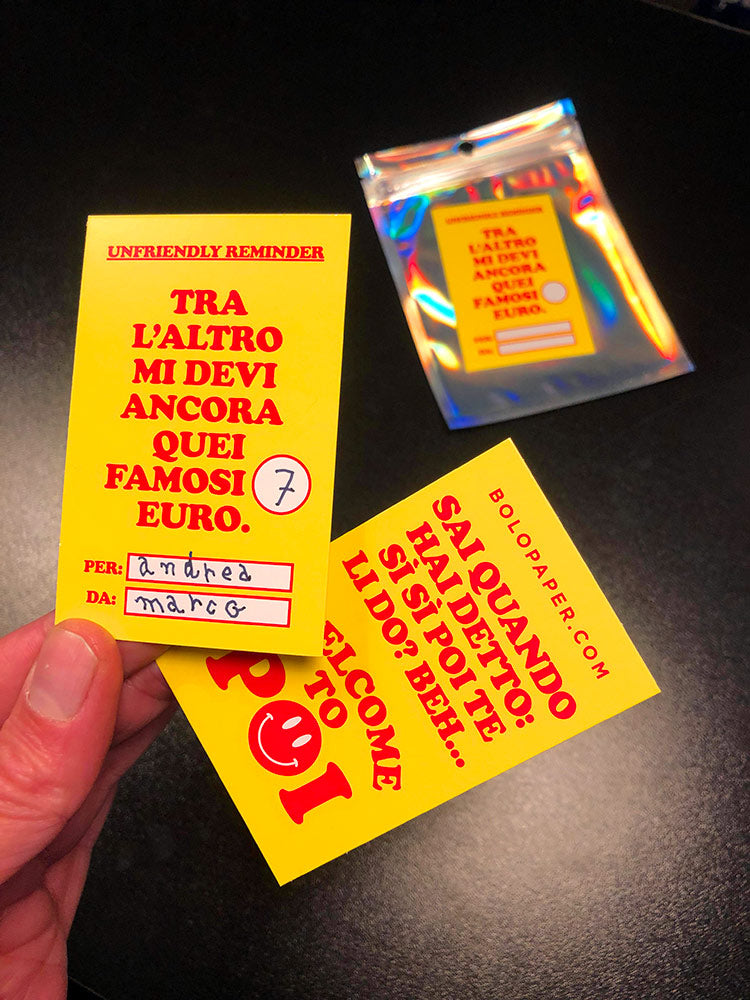 UNFRIENDLY REMINDER
TRA
L'ALTRO
MI DEVI
ANCORA
QUEI
FAMOSI 7
EURO.
PER: andrea
DA: marco
UNFRIENDLY REMINDER
TRA
L'ALTRO
MI DEVI
ANCORA
QUEI
FAMOSI
EURO.
PER:
DA:
BOLOPAPER.COM
SAI QUANDO
HAI DETTO:
SÌ SÌ POI TE
LI DO? BEH...
WELCOME
TO
POI